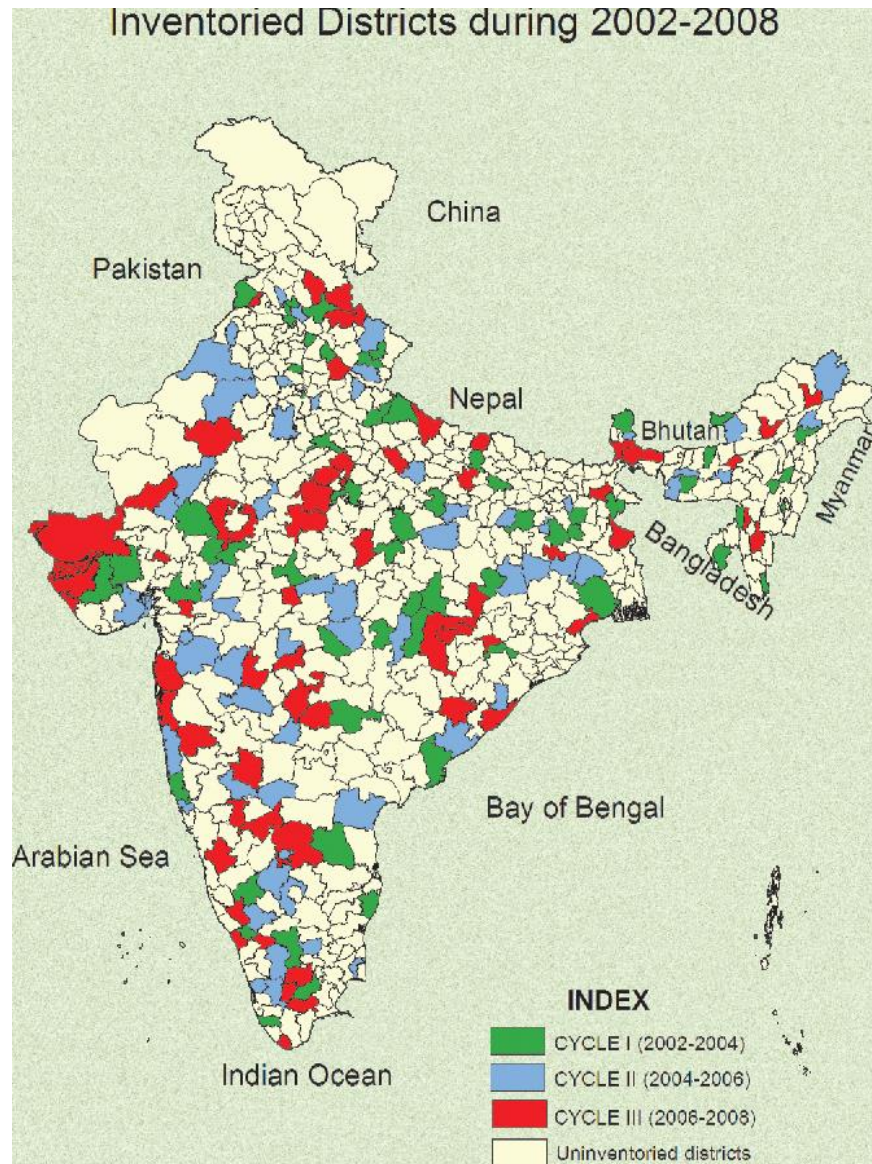 Inventoried Districts during 2002-2008
China
Pakistan
Nepal
Bhutan
Myanmar
Bangladesh
Bay of Bengal
Arabian Sea
INDEX
CYCLE I (2002-2004)
CYCLE II (2004-2006)
Indian Ocean
CYCLE III (2006-2008)
Uninventoried districts